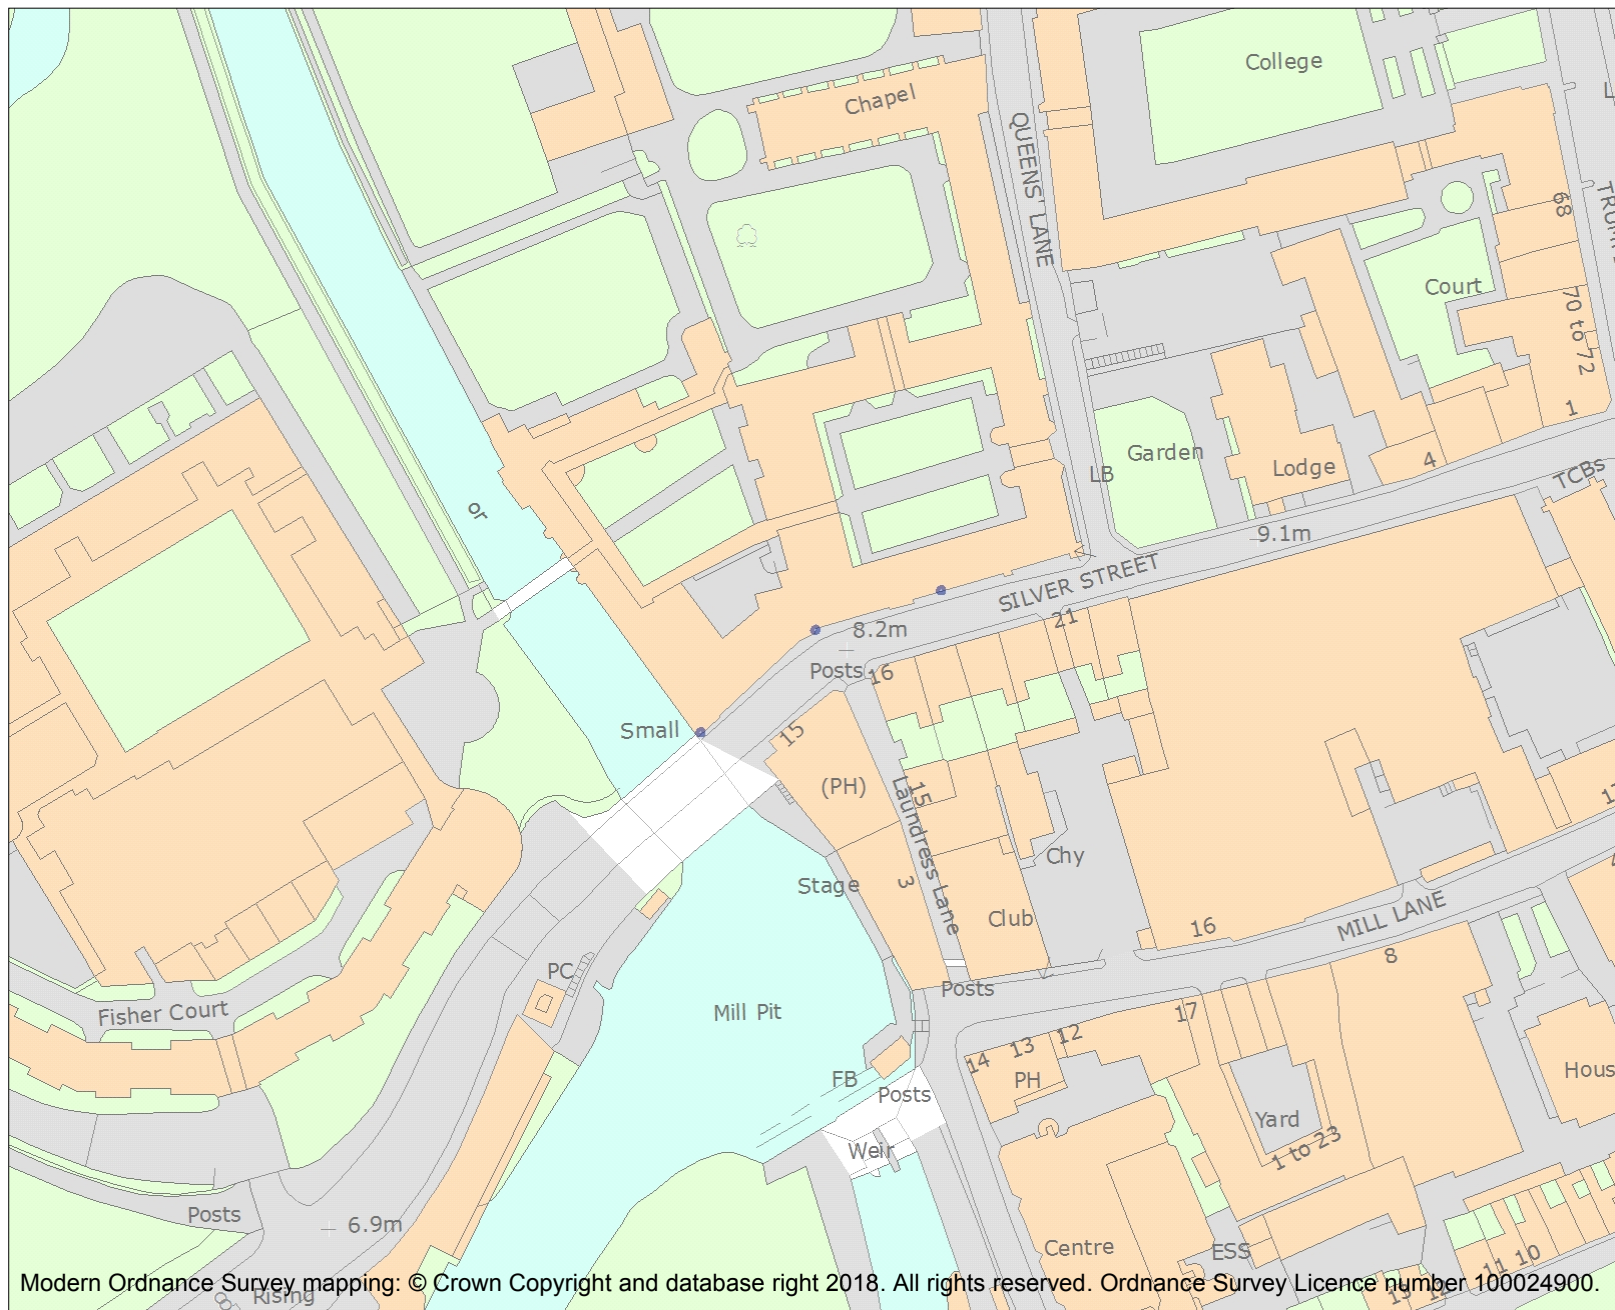 College
L
Chapel
QUEENS' LANE
68
Court
70 to 72
1
Garden
LB
Lodge
4
TCBs
or
9.1m
SILVER STREET
21
8.2m
Posts
16
Small
15
(PH)
15
Laundress Lane
Chy
Stage
3
Club
16
MILL LANE
8
PC
Posts
Fisher Court
Mill Pit
17
12
13
14
PH
FB
Posts
Yard
Weir
1 to 23
Posts
6.9m
Centre
ESS
11 10
Modern Ordnance Survey mapping: © Crown Copyright and database right 2018. All rights reserved. Ordnance Survey Licence number 100024900.
Rising